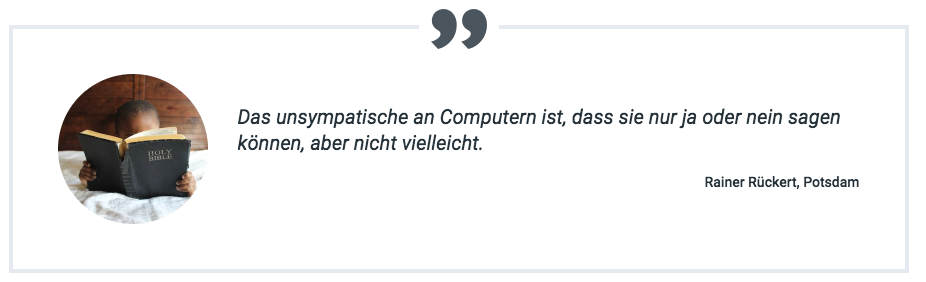 ”
Das unsympatische an Computern ist, dass sie nur ja oder nein sagen
können, aber nicht vielleicht.
HOLY
BIBLE
Rainer Rückert, Potsdam